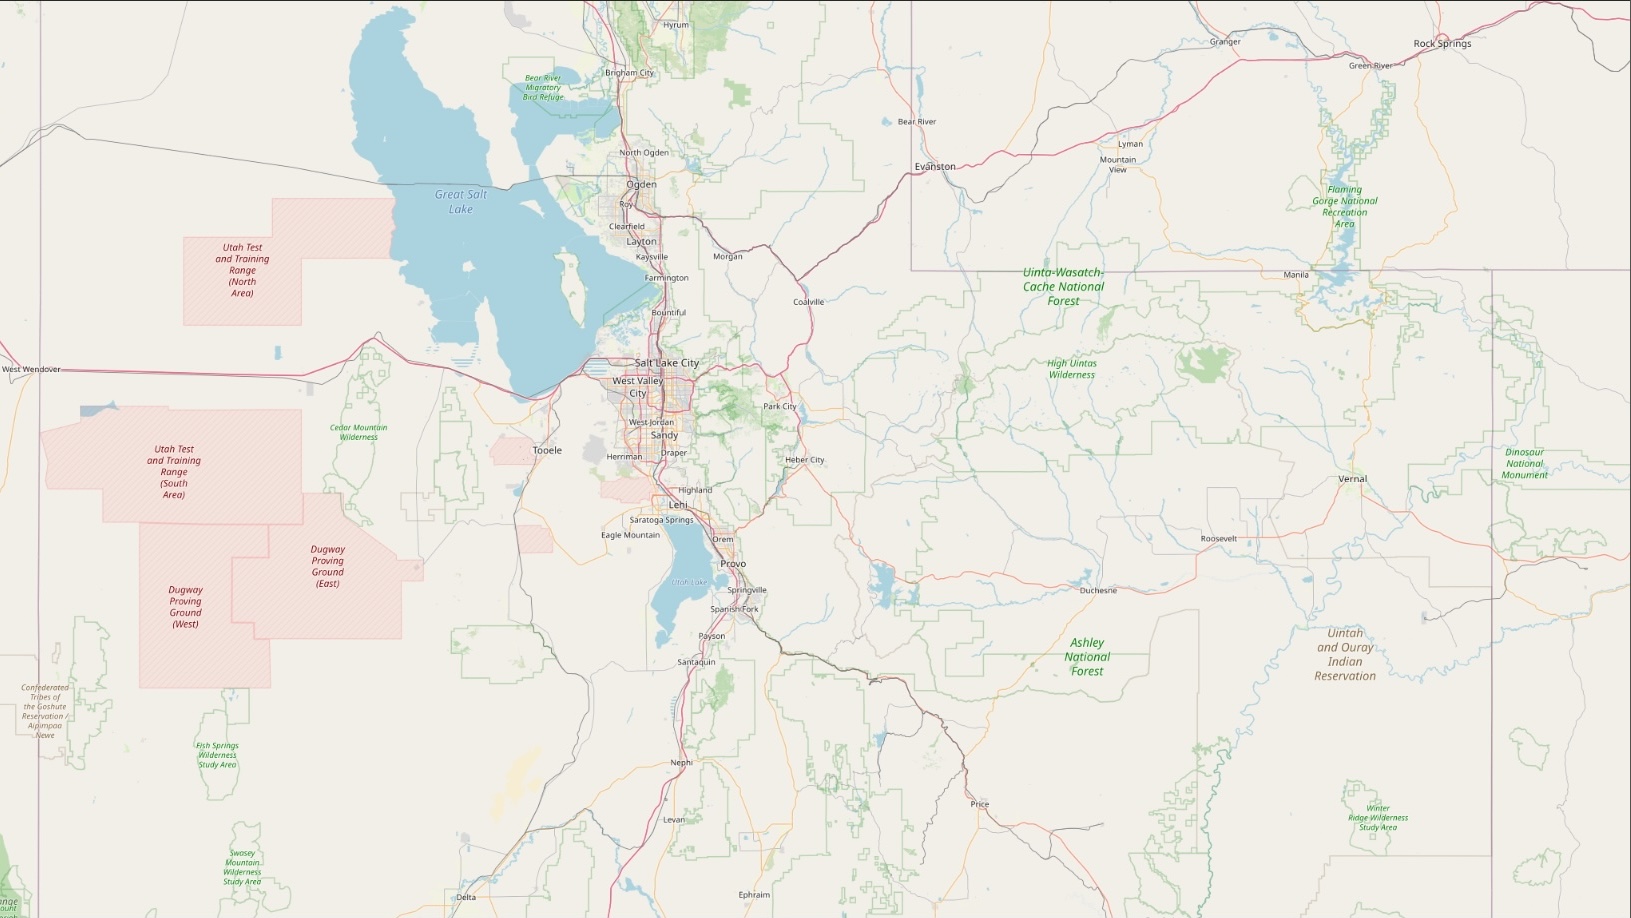 Hyrum
Rock Springs
Granger
Green River
Brigham City
Bear River
Migratory
Bird Refuge
Bear River
Lyman
Mountain
View
North Ogden
Evanston
Ogden
Great Salt
Lake
Flaming
Gorge National
Recreation
Area
Roy
Clearfield
Layton
Utah Test
and Training
Range
(North
Area)
Kaysville
Morgan
Farmington
Manila
Uinta-Wasatch-
Cache National
Forest
Coalville
Bountiful
West Wendover
Salt Lake City
High Uintas
Wilderness
West Valley
City
Park City
Cedar Mountain
Wilderness
West Jordan
Sandy
Tooele
Herriman
Draper
Heber City
Utah Test
and Training
Range
(South
Area)
Dinosaur
National
Monument
Vernal
Highland
Lehi
Saratoga Springs
Eagle Mountain
Orem
Roosevelt
Dugway
Proving
Ground
(East)
Provo
Utah Lake
Springville
Duchesne
Dugway
Proving
Ground
(West)
Spanish Fork
Payson
Ashley
National
Forest
Uintah
and Ouray
Indian
Reservation
Santaquin
Confederated
Tribes of
the Goshute
Reservation /
Aipimpaa
Newe
Fish Springs
Wilderness
Study Area
Nephi
Price
Levan
Winter
Ridge Wilderness
Study Area
Swasey
Mountain
Wilderness
Study Area
Delta
Ephraim